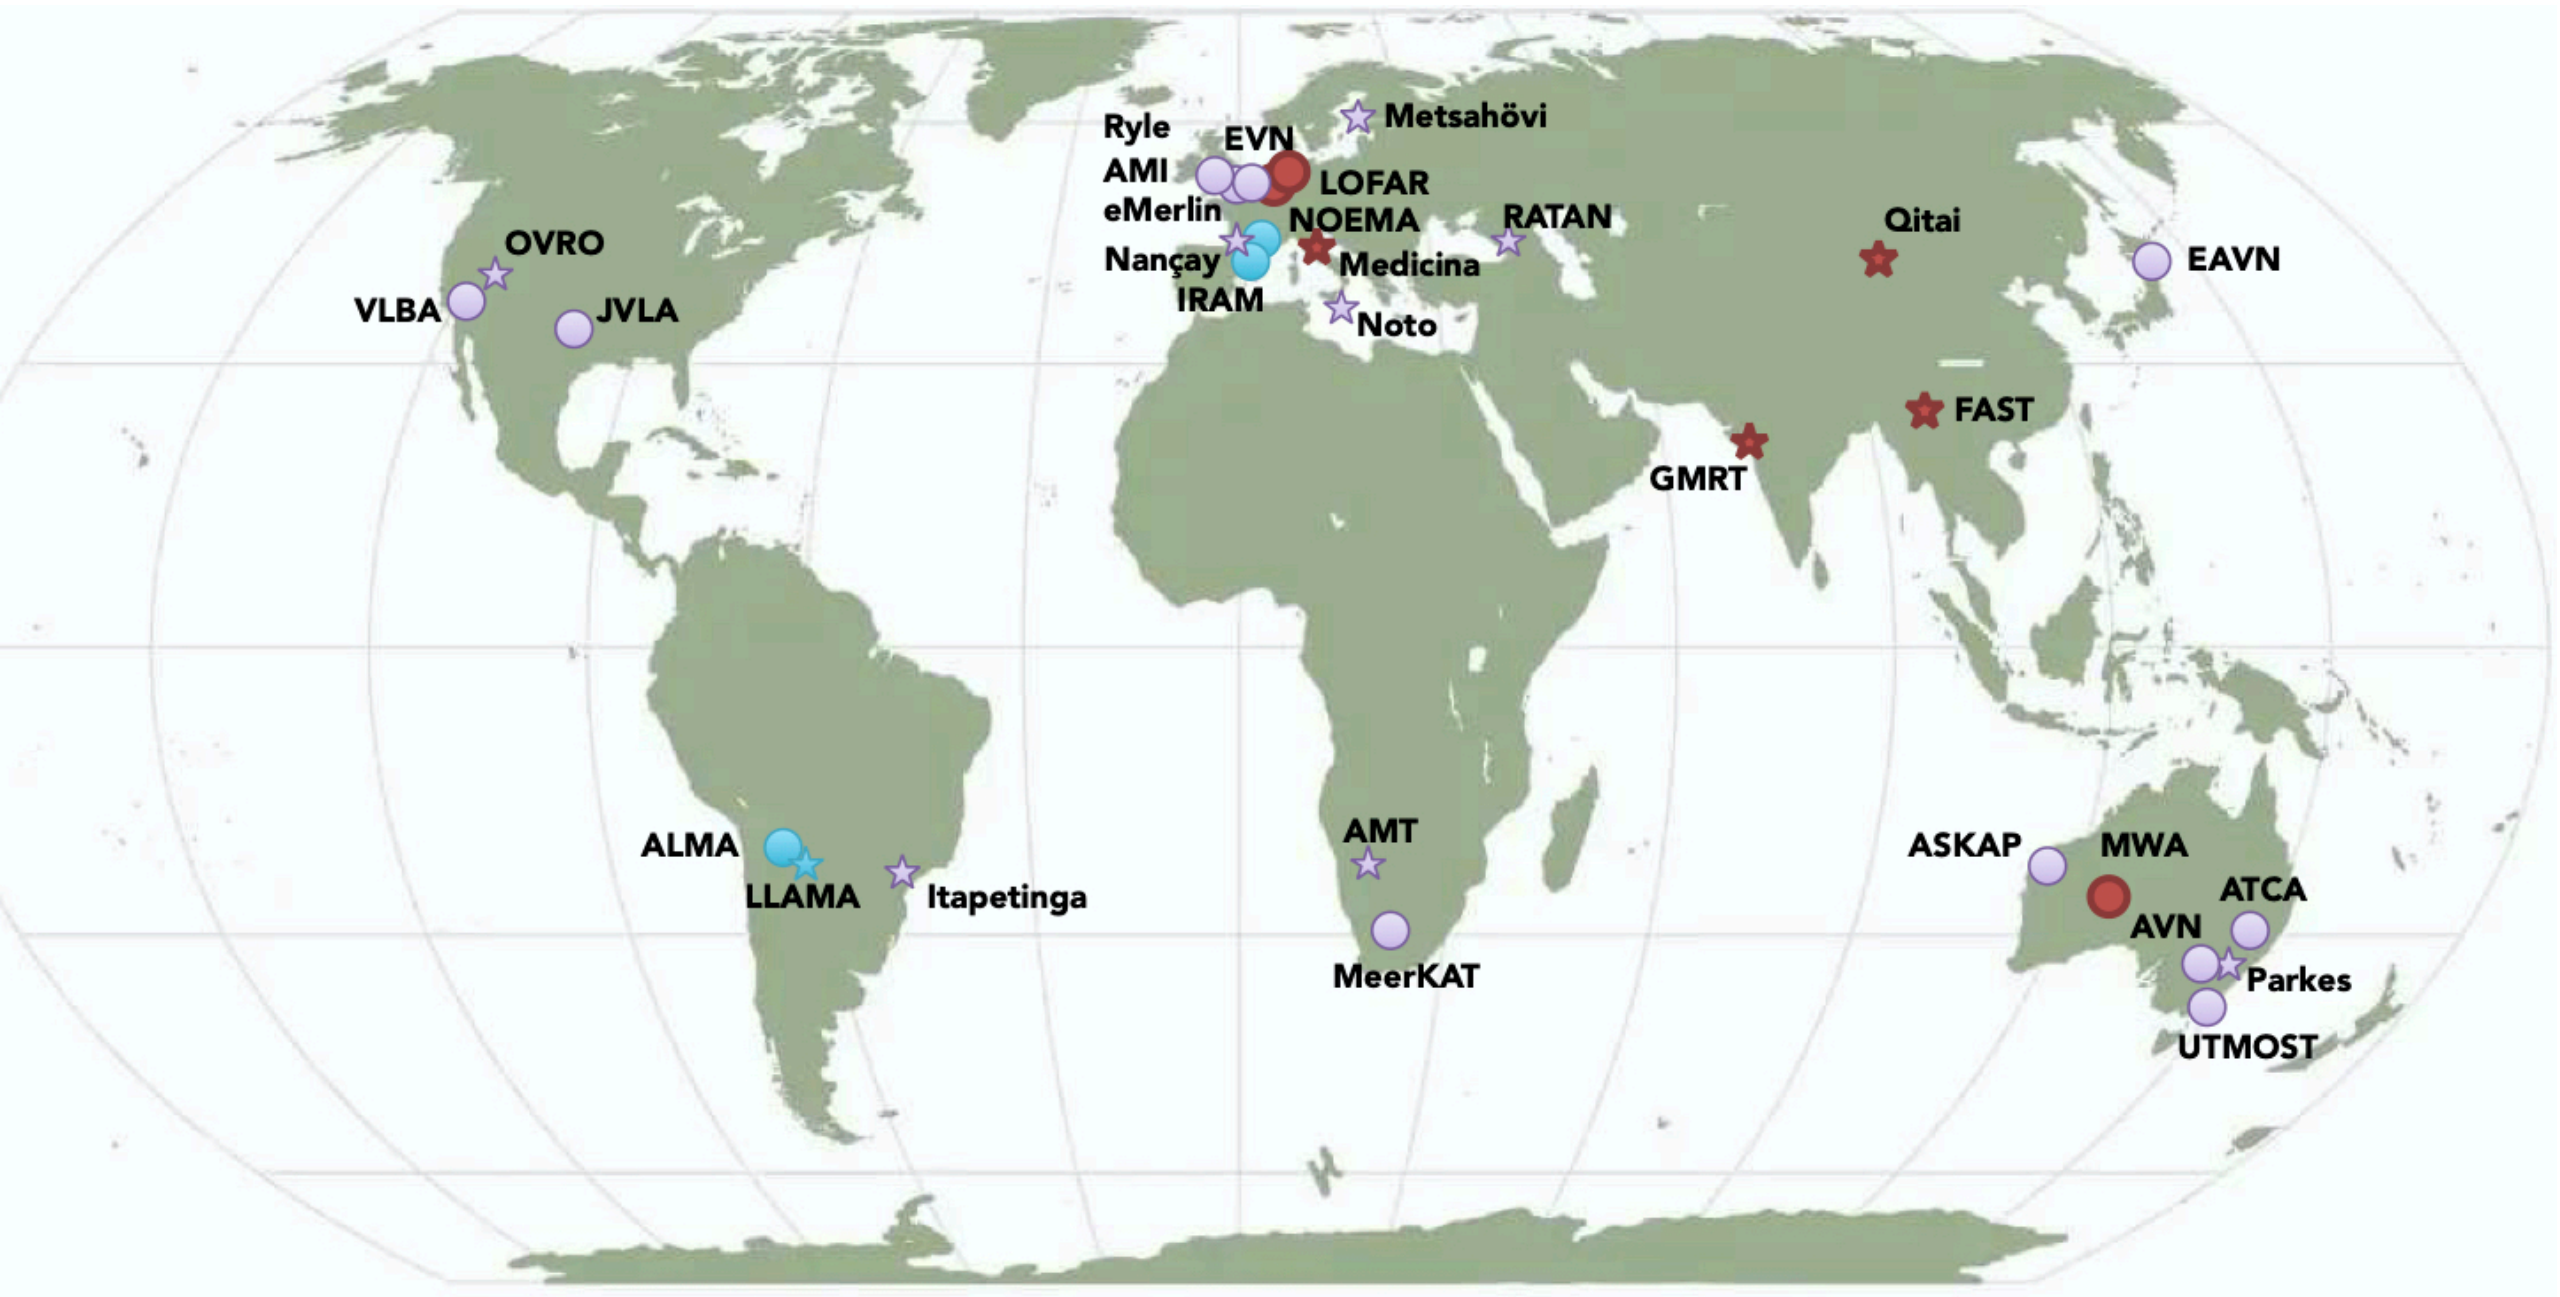 Ryle
EVN
Metsahövi
AMI
LOFAR
eMerlin
NOEMA
RATAN
Qitai
OVRO
Nançay
Medicina
EAVN
VLBA
JVLA
IRAM
Noto
FAST
GMRT
AMT
ALMA
ASKAP
MWA
LLAMA
Itapetinga
ATCA
AVN
MeerKAT
Parkes
UTMOST